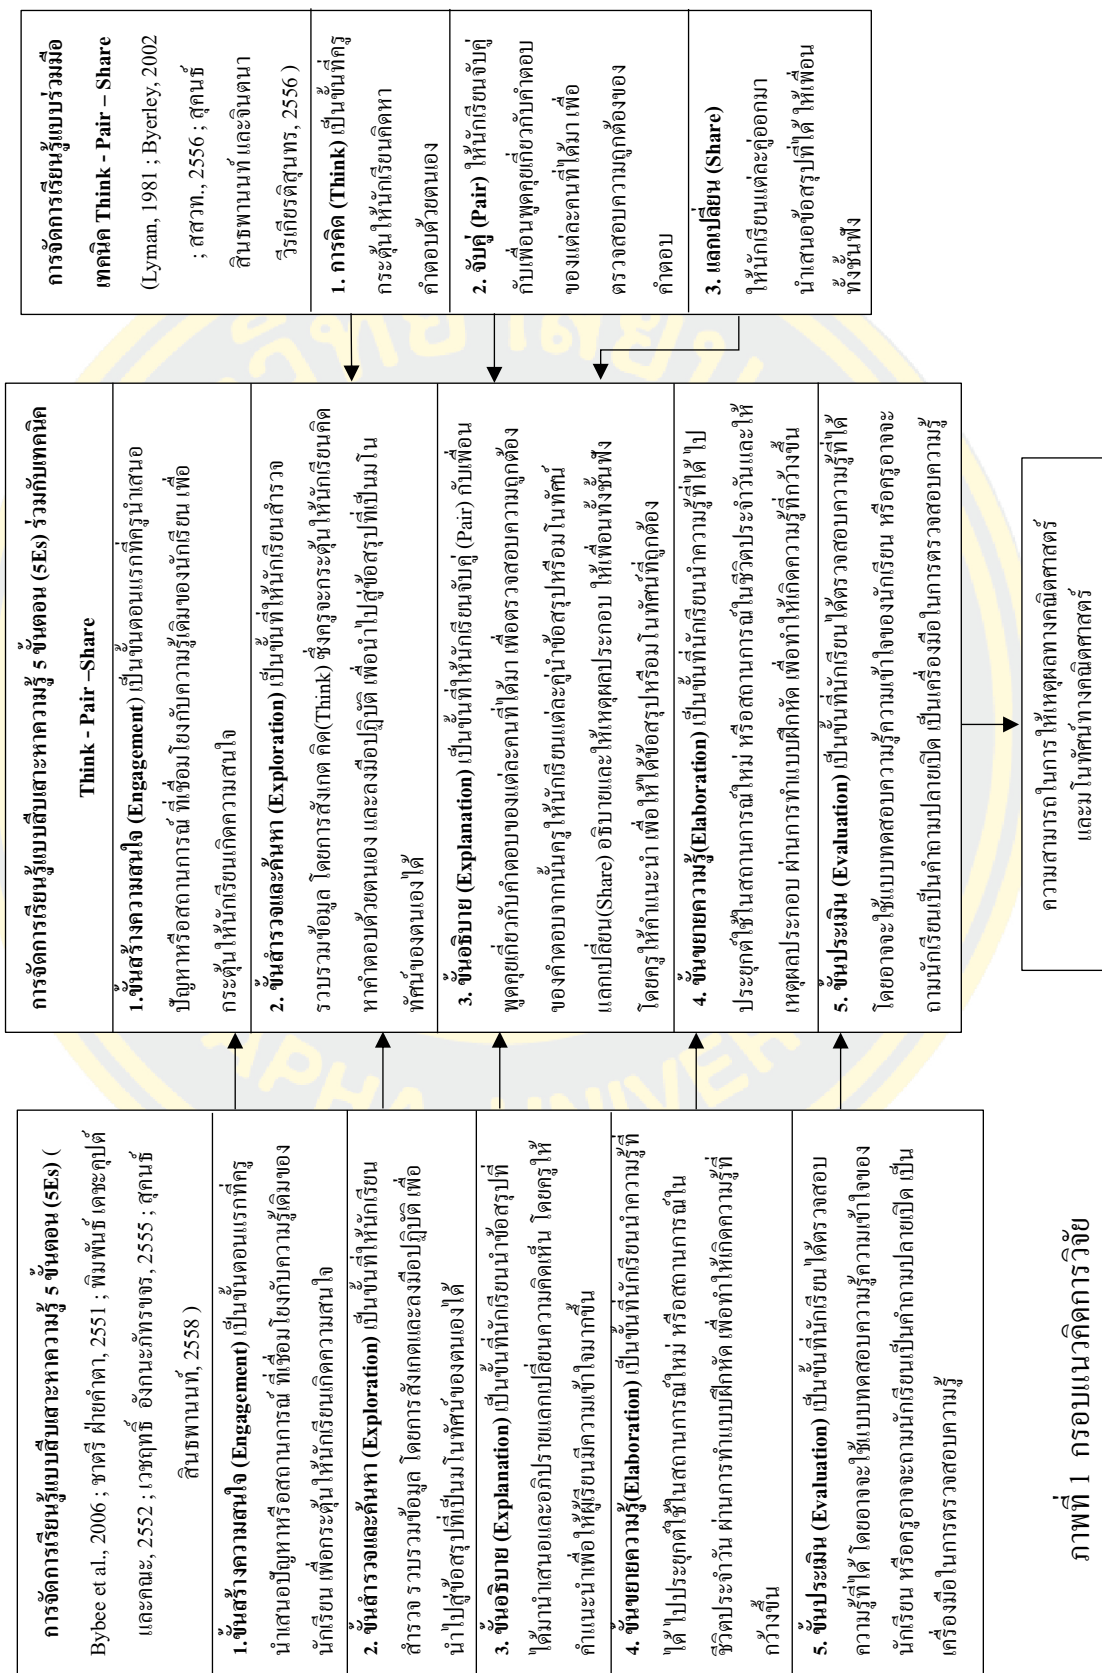 การจัดการเรียนรู้แบบสืบเสาะหาความรู้ 5 ขั้นตอน (5Es) (
Bybee et al., 2006 ; ชาตรี ฝ่ายคำตา, 2551 ; พิมพันธ์ เดชะคุปต์
และคณะ, 2552 ; เวชฤทธิ์ อังกนะภัทรขจร, 2555 ; สุคนธ์
สินธพานนท์, 2558 )
1.ขั้นสร้างความสนใจ (Engagement) เป็นขั้นตอนแรกที่ครู
นำเสนอปัญหาหรือสถานการณ์ ที่เชื่อมโยงกับความรู้เดิมของ
นักเรียน เพื่อกระตุ้นให้นักเรียนเกิดความสนใจ
2. ขั้นสำรวจและค้นหา (Exploration) เป็นขั้นที่ให้นักเรียน
สำรวจ รวบรวมข้อมูล โดยการสังเกตและลงมือปฏิบัติ เพื่อ
นำไปสู่ข้อสรุปที่เป็นมโนทัศน์ของตนเองได้
3. ขั้นอธิบาย (Explanation) เป็นขั้นที่นักเรียนนำข้อสรุปที่
ได้มานำเสนอและอภิปรายแลกเปลี่ยนความคิดเห็น โดยครูให้
คำแนะนำเพื่อให้ผู้เรียนมีความเข้าใจมากขึ้น
4. ขั้นขยายความรู้(Elaboration) เป็นขั้นที่นักเรียนนำความรู้ที่
ได้ ไปประยุกต์ใช้ในสถานการณ์ใหม่ หรือสถานการณ์ใน
ชีวิตประจำวัน ผ่านการทำแบบฝึกหัด เพื่อทำให้เกิดความรู้ที่
กว้างขึ้น
5. ขั้นประเมิน (Evaluation) เป็นขั้นที่นักเรียนได้ตรวจสอบ
ความรู้ที่ได้ โดยอาจจะใช้แบบทดสอบความรู้ความเข้าใจของ
นักเรียน หรือครูอาจจะถามนักเรียนเป็นคำถามปลายเปิด เป็น
เครื่องมือในการตรวจสอบความรู้
การจัดการเรียนรู้แบบสืบเสาะหาความรู้ 5 ขั้นตอน (5Es) ร่วมกับเทคนิค
Think - Pair –Share
1.ขั้นสร้างความสนใจ (Engagement) เป็นขั้นตอนแรกที่ครูนำเสนอ
ปัญหาหรือสถานการณ์ ที่เชื่อมโยงกับความรู้เดิมของนักเรียน เพื่อ
กระตุ้นให้นักเรียนเกิดความสนใจ
2. ขั้นสำรวจและค้นหา (Exploration) เป็นขั้นที่ให้นักเรียนสำรวจ
รวบรวมข้อมูล โดยการสังเกต คิด(Think) ซึ่งครูจะกระตุ้นให้นักเรียนคิด
หาคำตอบด้วยตนเอง และลงมือปฏิบัติ เพื่อนำไปสู่ข้อสรุปที่เป็นมโน
ทัศน์ของตนเองได้
3. ขั้นอธิบาย (Explanation) เป็นขั้นที่ให้นักเรียนจับคู่ (Pair) กับเพื่อน
พูดคุยเกี่ยวกับคำตอบของแต่ละคนที่ได้มา เพื่อตรวจสอบความถูกต้อง
ของคำตอบจากนั้นครูให้นักเรียนแต่ละคู่นำข้อสรุปหรือมโนทัศน์
แลกเปลี่ยน(Share) อธิบายและให้เหตุผลประกอบ ให้เพื่อนทั้งชั้นฟัง
โดยครูให้คำแนะนำ เพื่อให้ได้ข้อสรุปหรือมโนทัศน์ที่ถูกต้อง
4. ขั้นขยายความรู้(Elaboration) เป็นขั้นที่นักเรียนนำความรู้ที่ได้ ไป
ประยุกต์ใช้ในสถานการณ์ใหม่ หรือสถานการณ์ในชีวิตประจำวันและให้
เหตุผลประกอบ ผ่านการทำแบบฝึกหัด เพื่อทำให้เกิดความรู้ที่กว้างขึ้น
5. ขั้นประเมิน (Evaluation) เป็นขั้นที่นักเรียนได้ตรวจสอบความรู้ที่ได้
โดยอาจจะใช้แบบทดสอบความรู้ความเข้าใจของนักเรียน หรือครูอาจจะ
ถามนักเรียนเป็นคำถามปลายเปิด เป็นเครื่องมือในการตรวจสอบความรู้
การจัดการเรียนรู้แบบร่วมมือ
เทคนิค Think - Pair – Share
(Lyman, 1981 ; Byerley, 2002
; สสวท., 2556 ; สุคนธ์
สินธพานนท์ และจินตนา
วีรเกียรติสุนทร, 2556 )
1. การคิด (Think) เป็นขั้นที่ครู
กระตุ้นให้นักเรียนคิดหา
คำตอบด้วยตนเอง
2. จับคู่ (Pair) ให้นักเรียนจับคู่
กับเพื่อนพูดคุยเกี่ยวกับคำตอบ
ของแต่ละคนที่ได้มา เพื่อ
ตรวจสอบความถูกต้องของ
คำตอบ
3. แลกเปลี่ยน (Share)
ให้นักเรียนแต่ละคู่ออกมา
นำเสนอข้อสรุปที่ได้ ให้เพื่อน
ทั้งชั้นฟัง
ความสามารถในการให้เหตุผลทางคณิตศาสตร์
และมโนทัศน์ทางคณิตศาสตร์
ภาพที่ 1 กรอบแนวคิดการวิจัย